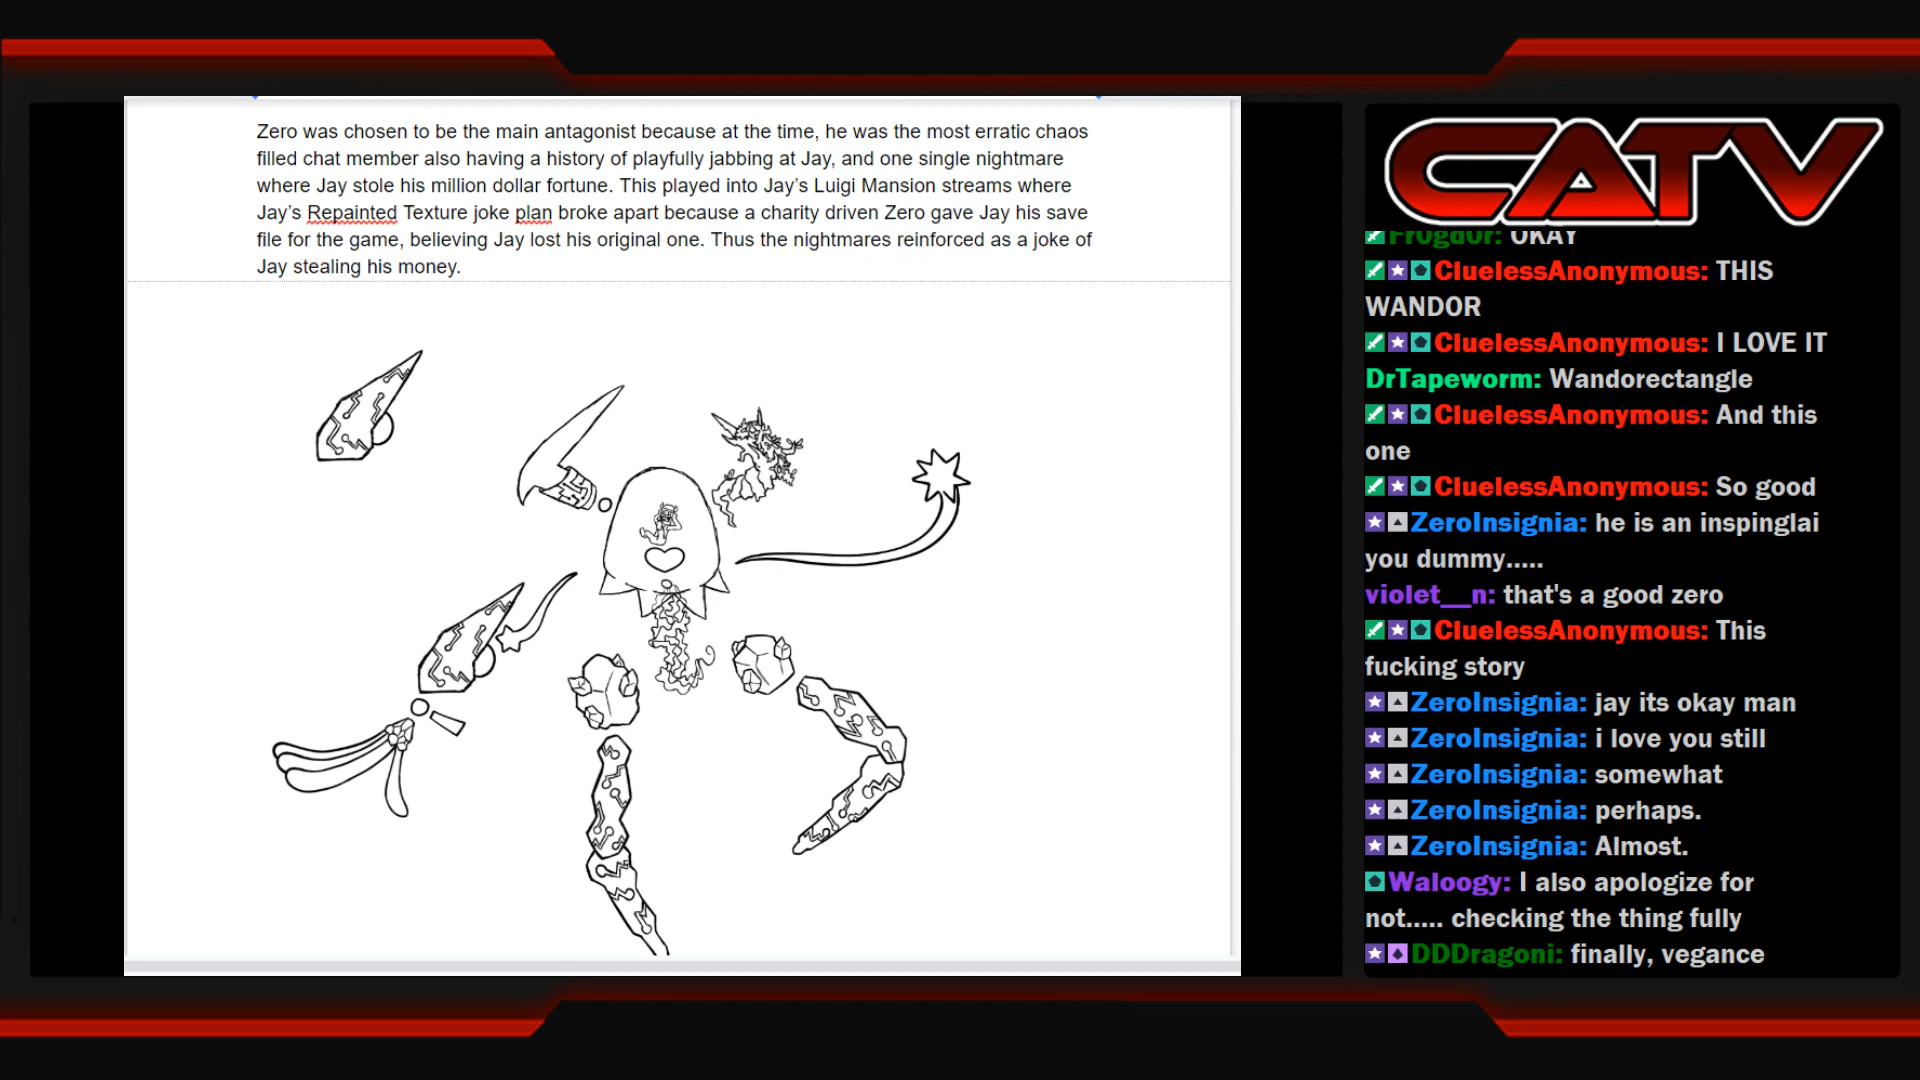 Zero was chosen to be the main antagonist because at the time, he was the most erratic chaos
filled chat member also having a history of playfully jabbing at Jay, and one single nightmare
where Jay stole his million dollar fortune. This played into Jay's Luigi Mansion streams where
Jay's Repainted Texture joke plan broke apart because a charity driven Zero gave Jay his save
file for the game, believing Jay lost his original one. Thus the nightmares reinforced as a joke of
Jay stealing his money.
CATV
Fr0gd0r: OKAY
CluelessAnonymous: THIS
WANDOR
CluelessAnonymous: I LOVE IT
DrTapeworm: Wandorectangle
CluelessAnonymous: And this
one
CluelessAnonymous: So good
ZeroInsignia: he is an inspinglai
you dummy.....
violet__n: that's a good zero
CluelessAnonymous: This
fucking story
ZeroInsignia: jay its okay man
ZeroInsignia: i love you still
ZeroInsignia: somewhat
ZeroInsignia: perhaps.
ZeroInsignia: Almost.
Waloogy: I also apologize for
not..... checking the thing fully
DDDragoni: finally, vegance